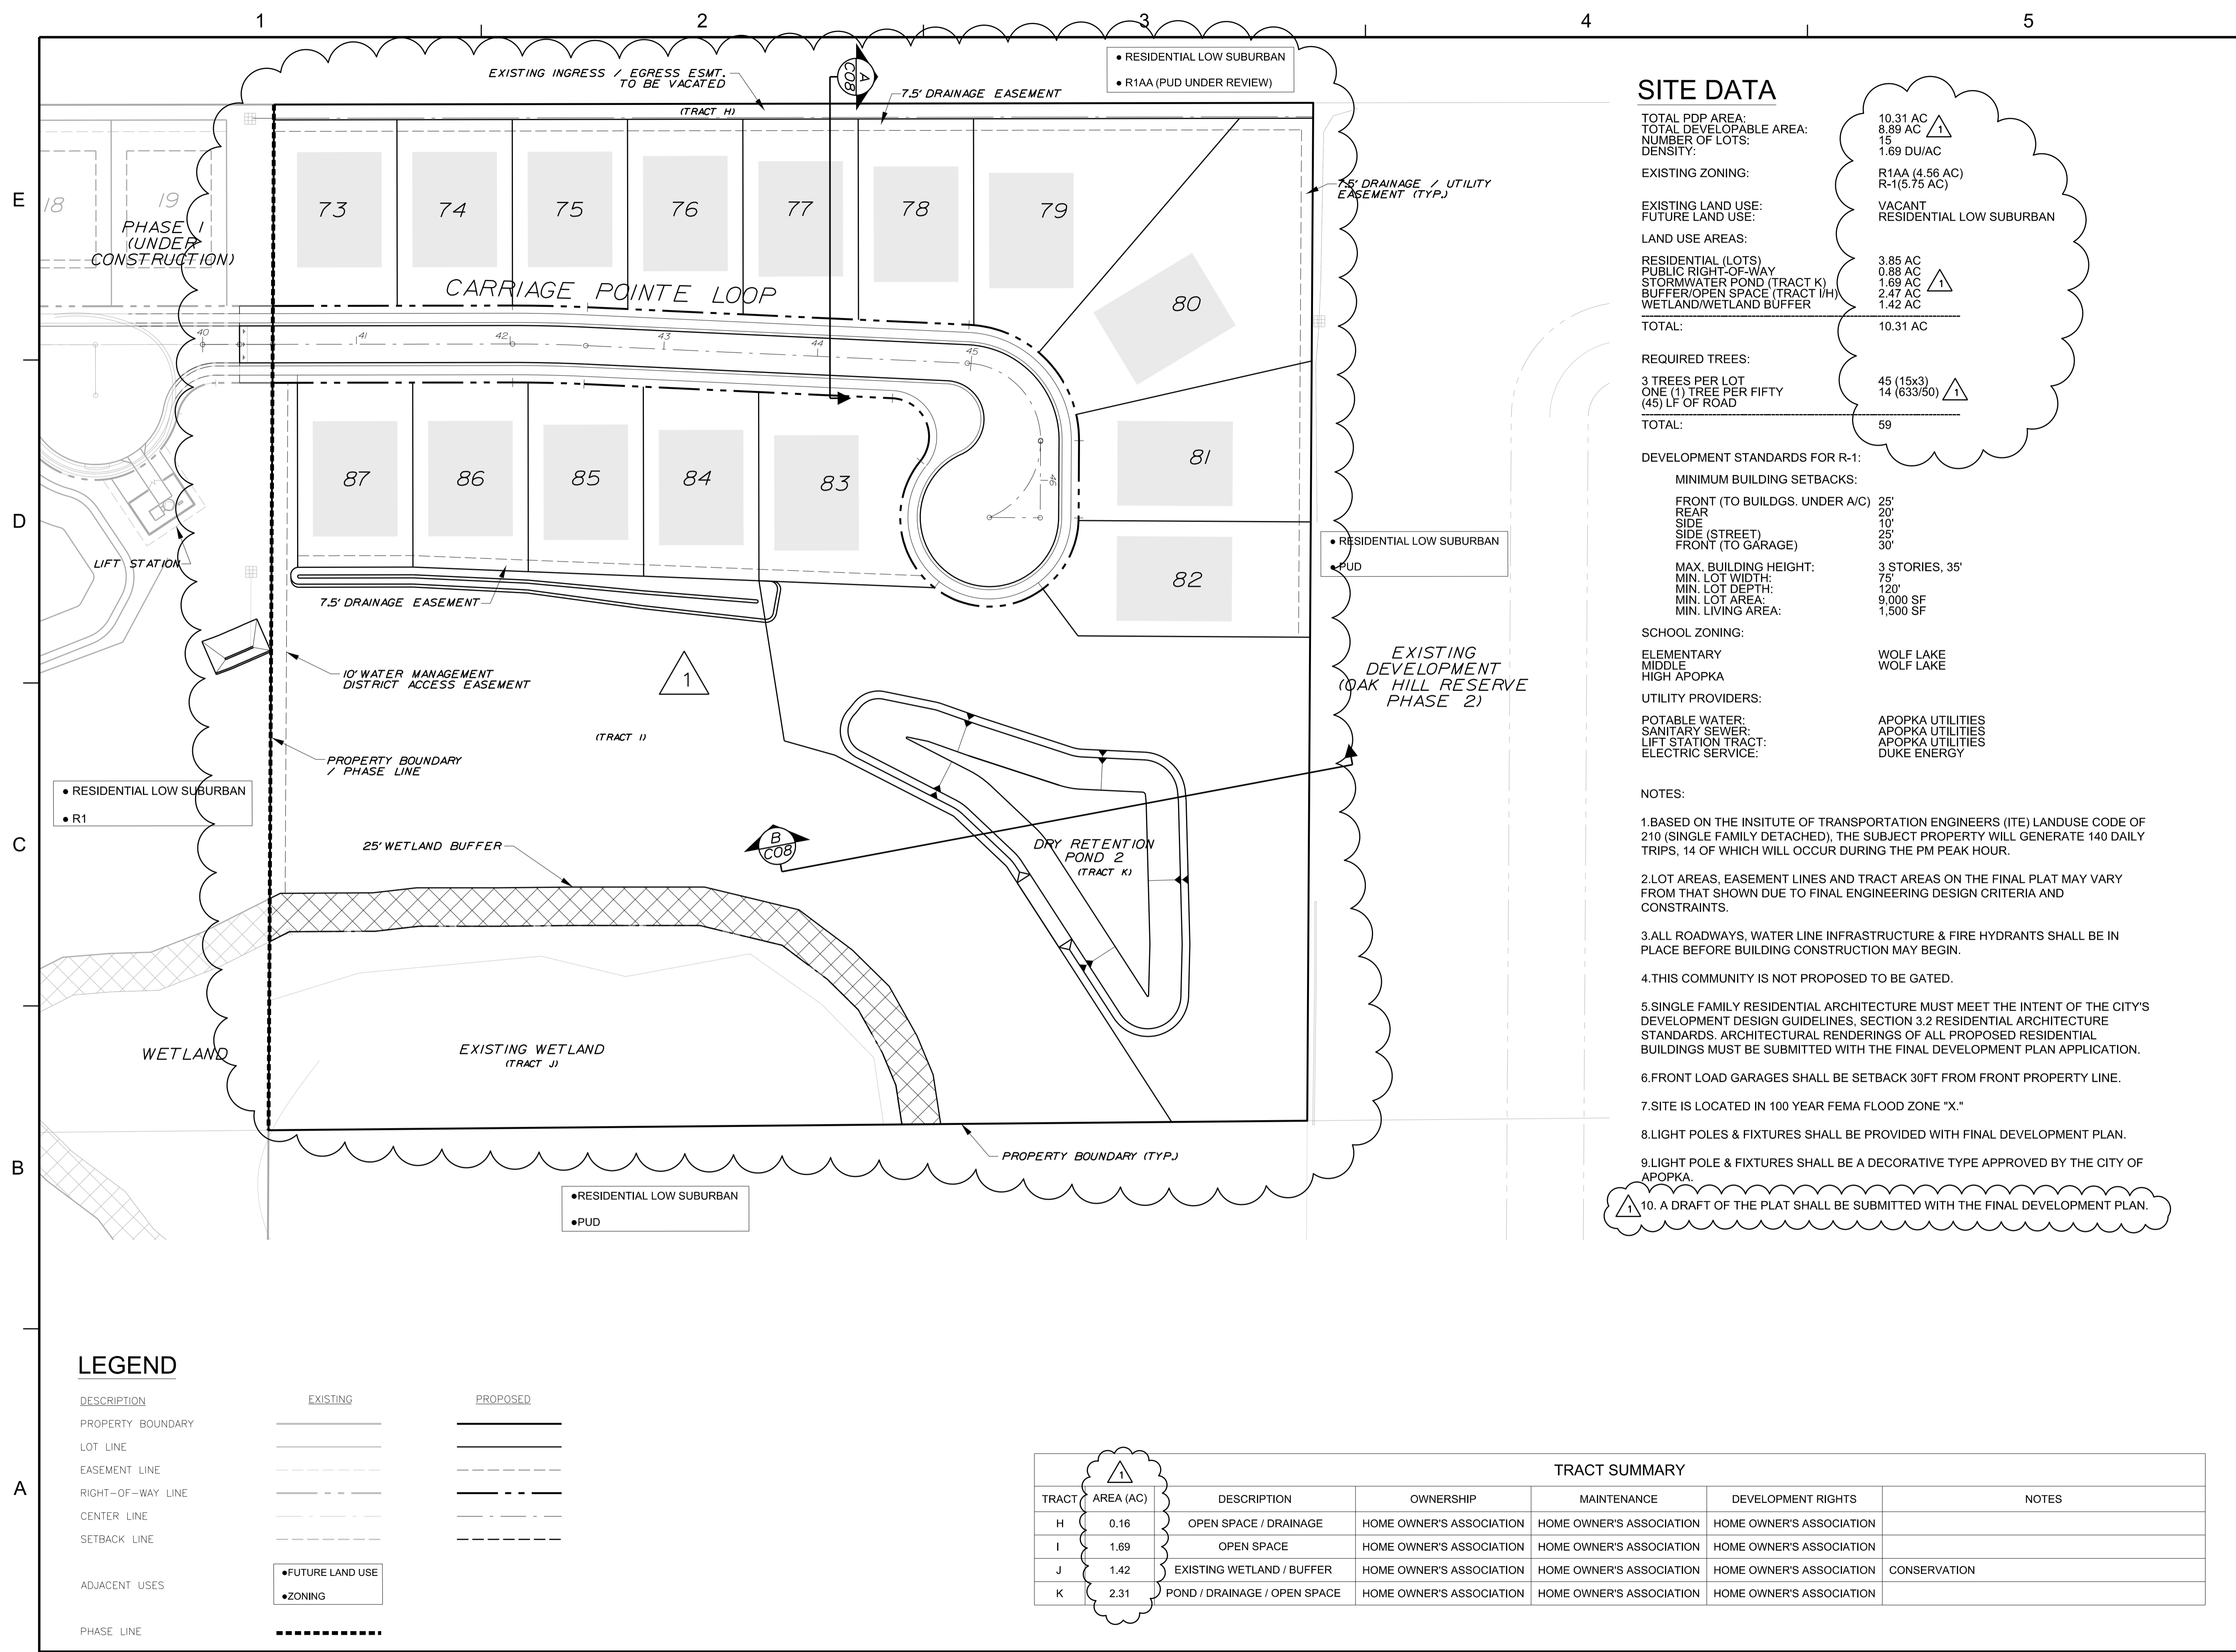 1 2 3 4 5
E
D
C
B
A
E
EXISTING INGRESS / EGRESS ESMT.
TO BE VACATED
A
C08
● RESIDENTIAL LOW SUBURBAN
● R1AA (PUD UNDER REVIEW)
7.5' DRAINAGE EASEMENT
(TRACT H)
7.5' DRAINAGE / UTILITY
EASEMENT (TYP.)
18 19
PHASE 1
(UNDER
CONSTRUCTION)
73 74 75 76 77 78 79
80
CARRIAGE POINTE LOOP
40 41 42 43 44 45
46
81
87 86 85 84 83
82
LIFT STATION
7.5' DRAINAGE EASEMENT
● RESIDENTIAL LOW SUBURBAN
● PUD
10' WATER MANAGEMENT
DISTRICT ACCESS EASEMENT
1
EXISTING
DEVELOPMENT
(OAK HILL RESERVE
PHASE 2)
(TRACT I)
PROPERTY BOUNDARY
/ PHASE LINE
● RESIDENTIAL LOW SUBURBAN
● R1
25' WETLAND BUFFER
B
C08
DRY RETENTION
POND 2
(TRACT K)
WETLAND
EXISTING WETLAND
(TRACT J)
PROPERTY BOUNDARY (TYP.)
●RESIDENTIAL LOW SUBURBAN
●PUD
SITE DATA
TOTAL PDP AREA: 10.31 AC
TOTAL DEVELOPABLE AREA: 8.89 AC 1
NUMBER OF LOTS: 15
DENSITY: 1.69 DU/AC
EXISTING ZONING: R1AA (4.56 AC)
R-1(5.75 AC)
EXISTING LAND USE: VACANT
FUTURE LAND USE: RESIDENTIAL LOW SUBURBAN
LAND USE AREAS:
RESIDENTIAL (LOTS) 3.85 AC
PUBLIC RIGHT-OF-WAY 0.88 AC
STORMWATER POND (TRACT K) 1.69 AC 1
BUFFER/OPEN SPACE (TRACT I/H) 2.47 AC
WETLAND/WETLAND BUFFER 1.42 AC
TOTAL: 10.31 AC
REQUIRED TREES:
3 TREES PER LOT 45 (15x3)
ONE (1) TREE PER FIFTY 14 (633/50) 1
(45) LF OF ROAD
TOTAL: 59
DEVELOPMENT STANDARDS FOR R-1:
MINIMUM BUILDING SETBACKS:
FRONT (TO BUILDGS. UNDER A/C) 25'
REAR 20'
SIDE 10'
SIDE (STREET) 25'
FRONT (TO GARAGE) 30'
MAX. BUILDING HEIGHT: 3 STORIES, 35'
MIN. LOT WIDTH: 75'
MIN. LOT DEPTH: 120'
MIN. LOT AREA: 9,000 SF
MIN. LIVING AREA: 1,500 SF
SCHOOL ZONING:
ELEMENTARY WOLF LAKE
MIDDLE WOLF LAKE
HIGH APOPKA
UTILITY PROVIDERS:
POTABLE WATER: APOPKA UTILITIES
SANITARY SEWER: APOPKA UTILITIES
LIFT STATION TRACT: APOPKA UTILITIES
ELECTRIC SERVICE: DUKE ENERGY
NOTES:
1.BASED ON THE INSITUTE OF TRANSPORTATION ENGINEERS (ITE) LANDUSE CODE OF
210 (SINGLE FAMILY DETACHED), THE SUBJECT PROPERTY WILL GENERATE 140 DAILY
TRIPS, 14 OF WHICH WILL OCCUR DURING THE PM PEAK HOUR.
2.LOT AREAS, EASEMENT LINES AND TRACT AREAS ON THE FINAL PLAT MAY VARY
FROM THAT SHOWN DUE TO FINAL ENGINEERING DESIGN CRITERIA AND
CONSTRAINTS.
3.ALL ROADWAYS, WATER LINE INFRASTRUCTURE & FIRE HYDRANTS SHALL BE IN
PLACE BEFORE BUILDING CONSTRUCTION MAY BEGIN.
4.THIS COMMUNITY IS NOT PROPOSED TO BE GATED.
5.SINGLE FAMILY RESIDENTIAL ARCHITECTURE MUST MEET THE INTENT OF THE CITY'S
DEVELOPMENT DESIGN GUIDELINES, SECTION 3.2 RESIDENTIAL ARCHITECTURE
STANDARDS. ARCHITECTURAL RENDERINGS OF ALL PROPOSED RESIDENTIAL
BUILDINGS MUST BE SUBMITTED WITH THE FINAL DEVELOPMENT PLAN APPLICATION.
6.FRONT LOAD GARAGES SHALL BE SETBACK 30FT FROM FRONT PROPERTY LINE.
7.SITE IS LOCATED IN 100 YEAR FEMA FLOOD ZONE "X."
8.LIGHT POLES & FIXTURES SHALL BE PROVIDED WITH FINAL DEVELOPMENT PLAN.
9.LIGHT POLE & FIXTURES SHALL BE A DECORATIVE TYPE APPROVED BY THE CITY OF
APOPKA.
1 10. A DRAFT OF THE PLAT SHALL BE SUBMITTED WITH THE FINAL DEVELOPMENT PLAN.
LEGEND
DESCRIPTION EXISTING PROPOSED
PROPERTY BOUNDARY
LOT LINE
EASEMENT LINE
RIGHT-OF-WAY LINE
CENTER LINE
SETBACK LINE
ADJACENT USES
●FUTURE LAND USE
●ZONING
PHASE LINE
1
TRACT SUMMARY
TRACT AREA (AC) DESCRIPTION OWNERSHIP MAINTENANCE DEVELOPMENT RIGHTS NOTES
H 0.16 OPEN SPACE / DRAINAGE HOME OWNER'S ASSOCIATION HOME OWNER'S ASSOCIATION HOME OWNER'S ASSOCIATION
I 1.69 OPEN SPACE HOME OWNER'S ASSOCIATION HOME OWNER'S ASSOCIATION HOME OWNER'S ASSOCIATION
J 1.42 EXISTING WETLAND / BUFFER HOME OWNER'S ASSOCIATION HOME OWNER'S ASSOCIATION HOME OWNER'S ASSOCIATION CONSERVATION
K 2.31 POND / DRAINAGE / OPEN SPACE HOME OWNER'S ASSOCIATION HOME OWNER'S ASSOCIATION HOME OWNER'S ASSOCIATION